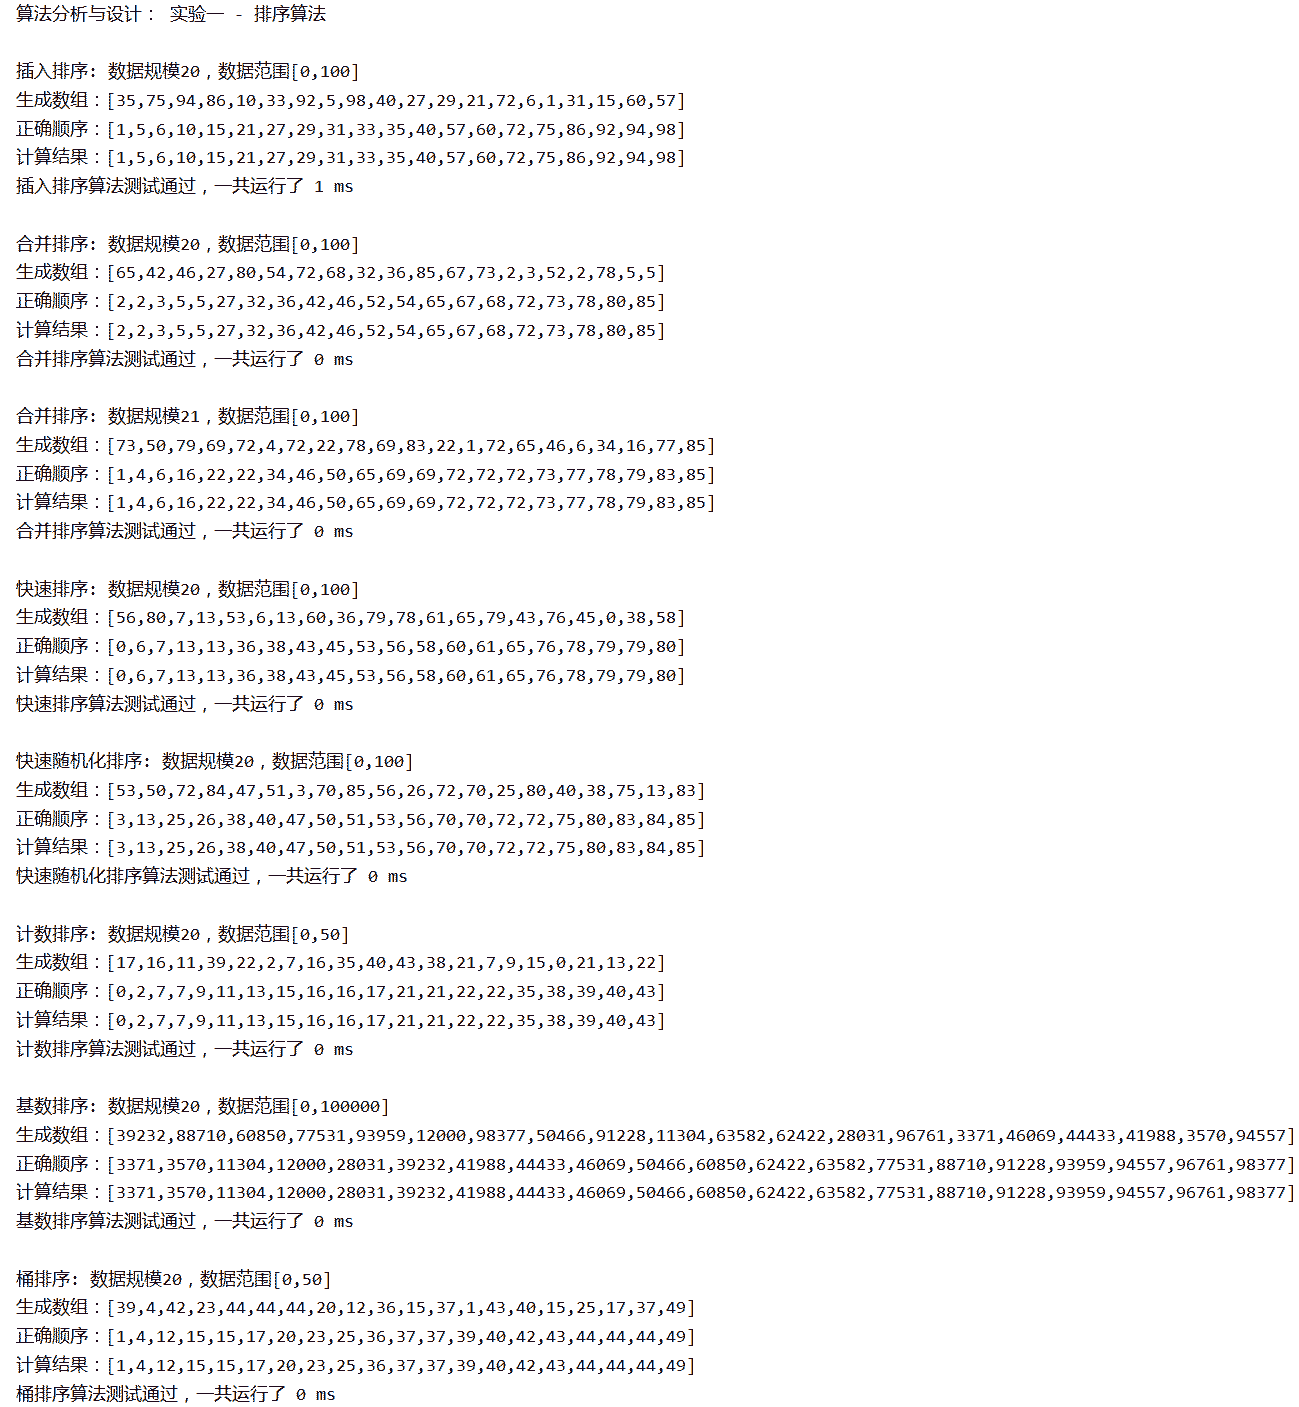 算法分析与设计： 实验一 - 排序算法
插入排序: 数据规模20，数据范围[0,100]
生成数组：[35,75,94,86,10,33,92,5,98,40,27,29,21,72,6,1,31,15,60,57]
正确顺序：[1,5,6,10,15,21,27,29,31,33,35,40,57,60,72,75,86,92,94,98]
计算结果：[1,5,6,10,15,21,27,29,31,33,35,40,57,60,72,75,86,92,94,98]
插入排序算法测试通过，一共运行了 1 ms
合并排序: 数据规模20，数据范围[0,100]
生成数组：[65,42,46,27,80,54,72,68,32,36,85,67,73,2,3,52,2,78,5,5]
正确顺序：[2,2,3,5,5,27,32,36,42,46,52,54,65,67,68,72,73,78,80,85]
计算结果：[2,2,3,5,5,27,32,36,42,46,52,54,65,67,68,72,73,78,80,85]
合并排序算法测试通过，一共运行了 0 ms
合并排序: 数据规模21，数据范围[0,100]
生成数组：[73,50,79,69,72,4,72,22,78,69,83,22,1,72,65,46,6,34,16,77,85]
正确顺序：[1,4,6,16,22,22,34,46,50,65,69,69,72,72,72,73,77,78,79,83,85]
计算结果：[1,4,6,16,22,22,34,46,50,65,69,69,72,72,72,73,77,78,79,83,85]
合并排序算法测试通过，一共运行了 0 ms
快速排序: 数据规模20，数据范围[0,100]
生成数组：[56,80,7,13,53,6,13,60,36,79,78,61,65,79,43,76,45,0,38,58]
正确顺序：[0,6,7,13,13,36,38,43,45,53,56,58,60,61,65,76,78,79,79,80]
计算结果：[0,6,7,13,13,36,38,43,45,53,56,58,60,61,65,76,78,79,79,80]
快速排序算法测试通过，一共运行了 0 ms
快速随机化排序: 数据规模20，数据范围[0,100]
生成数组：[53,50,72,84,47,51,3,70,85,56,26,72,70,25,80,40,38,75,13,83]
正确顺序：[3,13,25,26,38,40,47,50,51,53,56,70,70,72,72,75,80,83,84,85]
计算结果：[3,13,25,26,38,40,47,50,51,53,56,70,70,72,72,75,80,83,84,85]
快速随机化排序算法测试通过，一共运行了 0 ms
计数排序: 数据规模20，数据范围[0,50]
生成数组：[17,16,11,39,22,2,7,16,35,40,43,38,21,7,9,15,0,21,13,22]
正确顺序：[0,2,7,7,9,11,13,15,16,16,17,21,21,22,22,35,38,39,40,43]
计算结果：[0,2,7,7,9,11,13,15,16,16,17,21,21,22,22,35,38,39,40,43]
计数排序算法测试通过，一共运行了 0 ms
基数排序: 数据规模20，数据范围[0,100000]
生成数组：[39232,88710,60850,77531,93959,12000,98377,50466,91228,11304,63582,62422,28031,96761,3371,46069,44433,41988,3570,94557]
正确顺序：[3371,3570,11304,12000,28031,39232,41988,44433,46069,50466,60850,62422,63582,77531,88710,91228,93959,94557,96761,98377]
计算结果：[3371,3570,11304,12000,28031,39232,41988,44433,46069,50466,60850,62422,63582,77531,88710,91228,93959,94557,96761,98377]
基数排序算法测试通过，一共运行了 0 ms
桶排序: 数据规模20，数据范围[0,50]
生成数组：[39,4,42,23,44,44,44,20,12,36,15,37,1,43,40,15,25,17,37,49]
正确顺序：[1,4,12,15,15,17,20,23,25,36,37,37,39,40,42,43,44,44,44,49]
计算结果：[1,4,12,15,15,17,20,23,25,36,37,37,39,40,42,43,44,44,44,49]
桶排序算法测试通过，一共运行了 0 ms